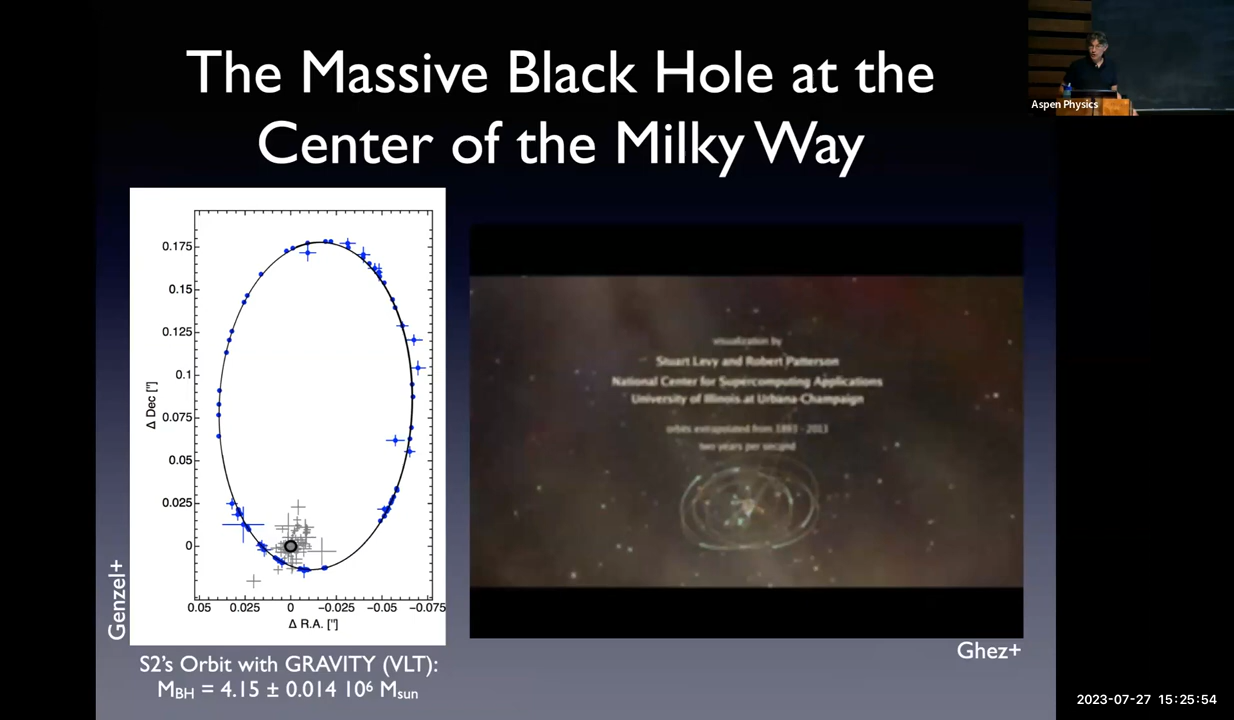 The Massive Black Hole at the
Center of the Milky Way
Aspen Physics
0.175
0.15
0.125
0.1
0.075
0.05
0.025
0
Δ Dec ["]
0.05 0.025 0 −0.025 −0.05 −0.075
Δ R.A. ["]
Genzel+
S2's Orbit with GRAVITY (VLT):
MBH = 4.15 ± 0.014 10⁶ Msun
visualization by
Stuart Levy and Robert Patterson
National Center for Supercomputing Applications
University of Illinois at Urbana-Champaign
orbits extrapolated from 1893 - 2013
two years per second
Ghez+
2023-07-27 15:25:54